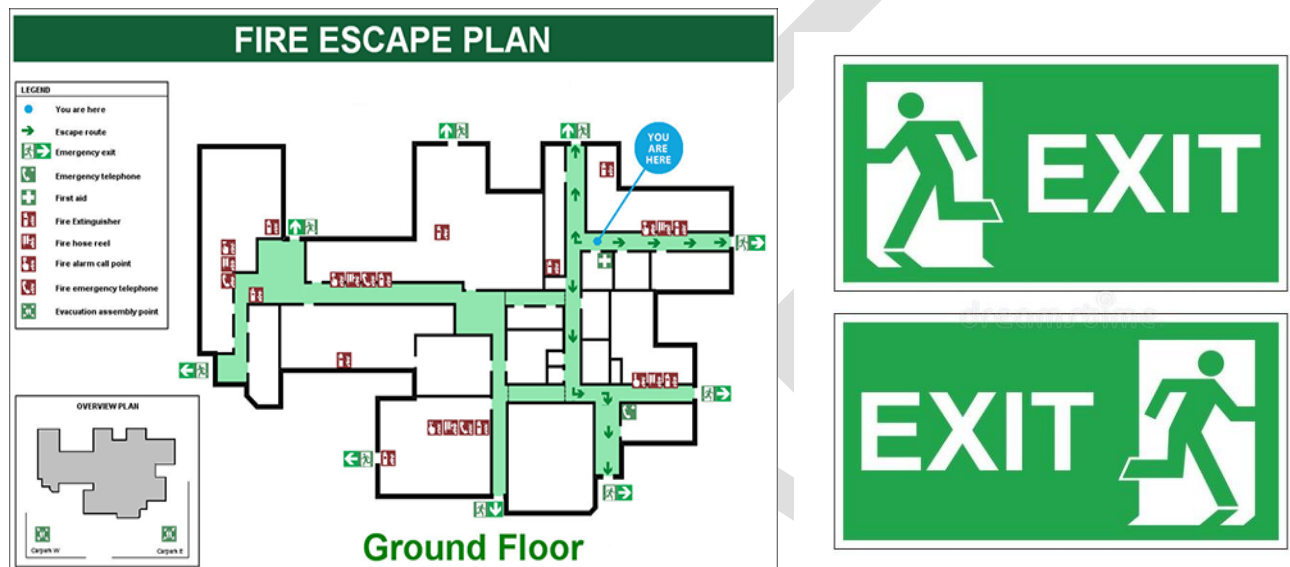 FIRE ESCAPE PLAN
LEGEND
You are here
Escape route
Emergency exit
Emergency telephone
First aid
Fire Extinguisher
Fire hose reel
Fire alarm call point
Fire emergency telephone
Evacuation assembly point
YOU
ARE
HERE
OVERVIEW PLAN
Carpark W
Carpark E
Ground Floor
EXIT
dreamstime
EXIT